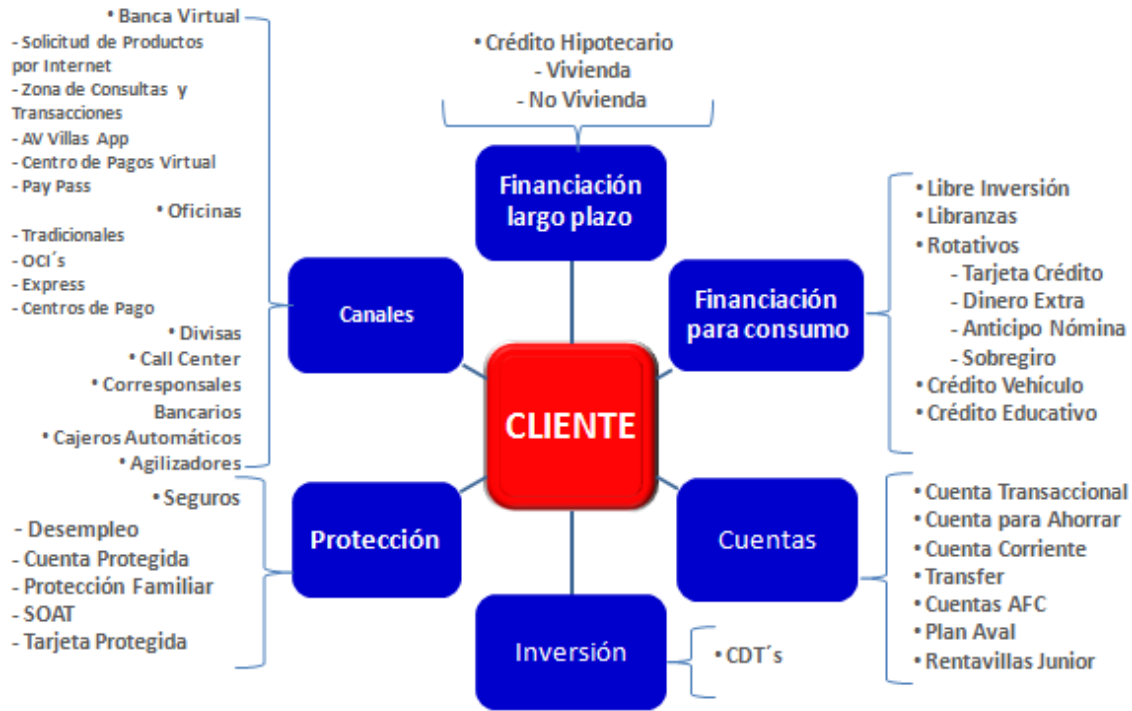 • Banca Virtual
- Solicitud de Productos
por Internet
- Zona de Consultas y
Transacciones
- AV Villas App
- Centro de Pagos Virtual
- Pay Pass
• Oficinas
- Tradicionales
- OCI´s
- Express
- Centros de Pago
• Divisas
• Call Center
• Corresponsales
Bancarios
• Cajeros Automáticos
• Agilizadores
Canales
• Crédito Hipotecario
- Vivienda
- No Vivienda
Financiación
largo plazo
Financiación
para consumo
• Libre Inversión
• Libranzas
• Rotativos
- Tarjeta Crédito
- Dinero Extra
- Anticipo Nómina
- Sobregiro
• Crédito Vehículo
• Crédito Educativo
CLIENTE
• Seguros
- Desempleo
- Cuenta Protegida
- Protección Familiar
- SOAT
- Tarjeta Protegida
Protección
Cuentas
• Cuenta Transaccional
• Cuenta para Ahorrar
• Cuenta Corriente
• Transfer
• Cuentas AFC
• Plan Aval
• Rentavillas Junior
Inversión
• CDT´s